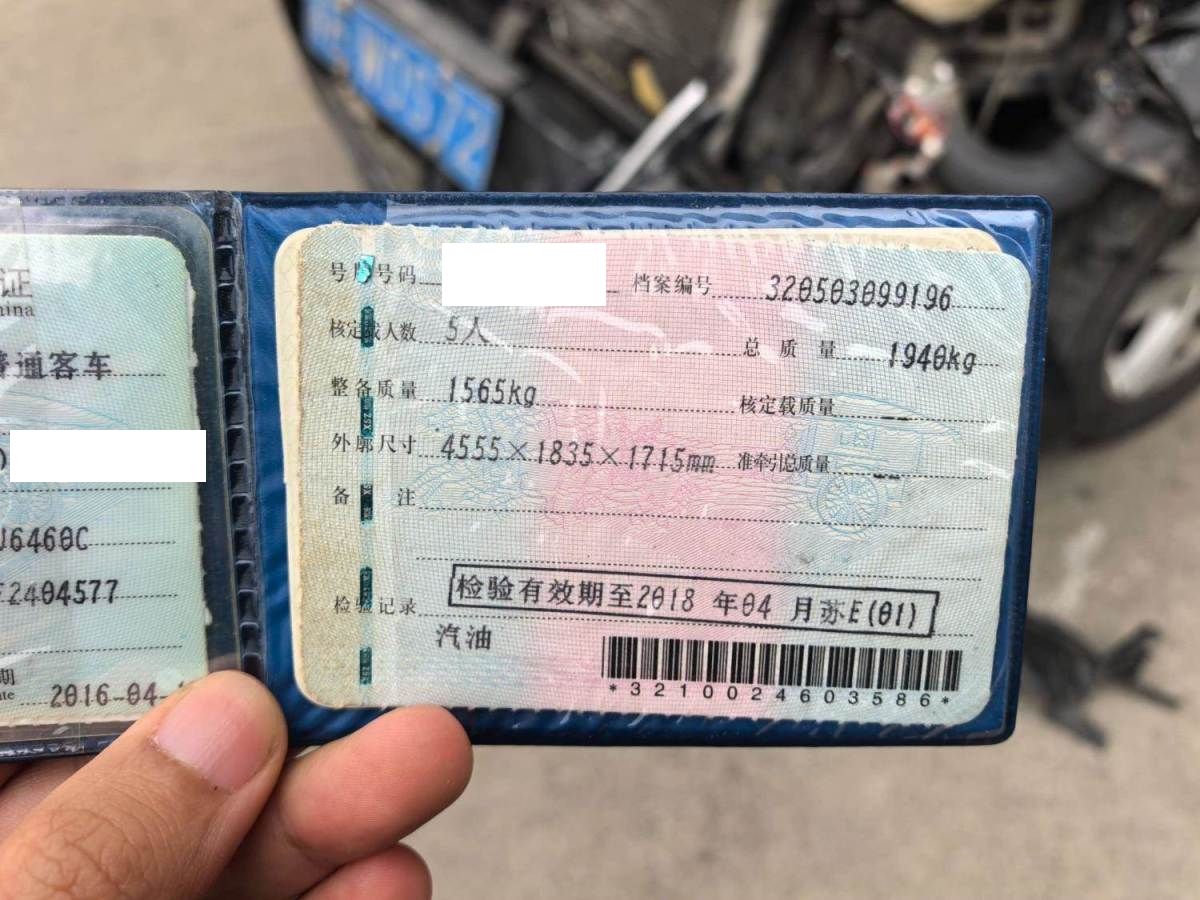 证
China
普通客车
J6460C
E2404577
期
ate 2016-04-
号牌号码 档案编号 320503099196
核定载人数 5人 总质量 1940kg
整备质量 1565kg 核定载质量
外廓尺寸 4555×1835×1715mm 准牵引总质量
备注
检验记录 检验有效期至2018 年04 月苏E(01)
汽油
*3210024603586*